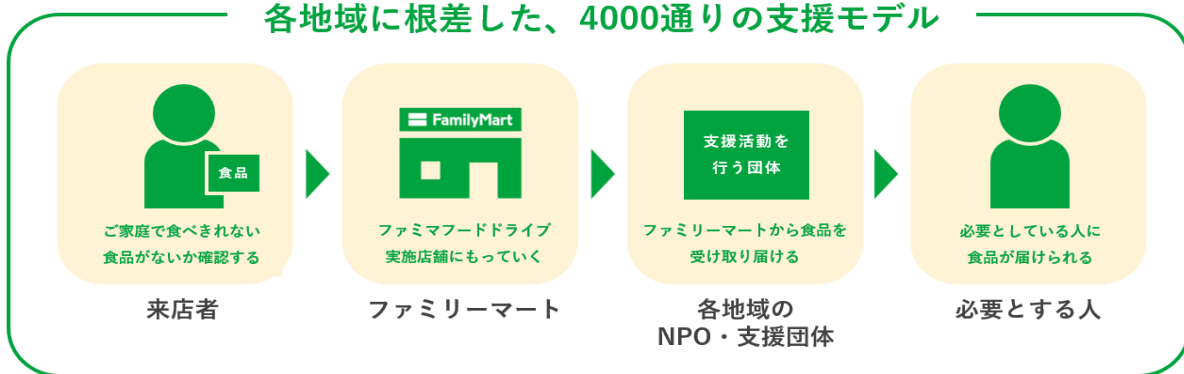 各地域に根差した、4000通りの支援モデル
食品
ご家庭で食べきれない
食品がないか確認する
来店者
FamilyMart
ファミマフードドライブ
実施店舗にもっていく
ファミリーマート
支援活動を
行う団体
ファミリーマートから食品を
受け取り届ける
各地域の
NPO・支援団体
必要としている人に
食品が届けられる
必要とする人